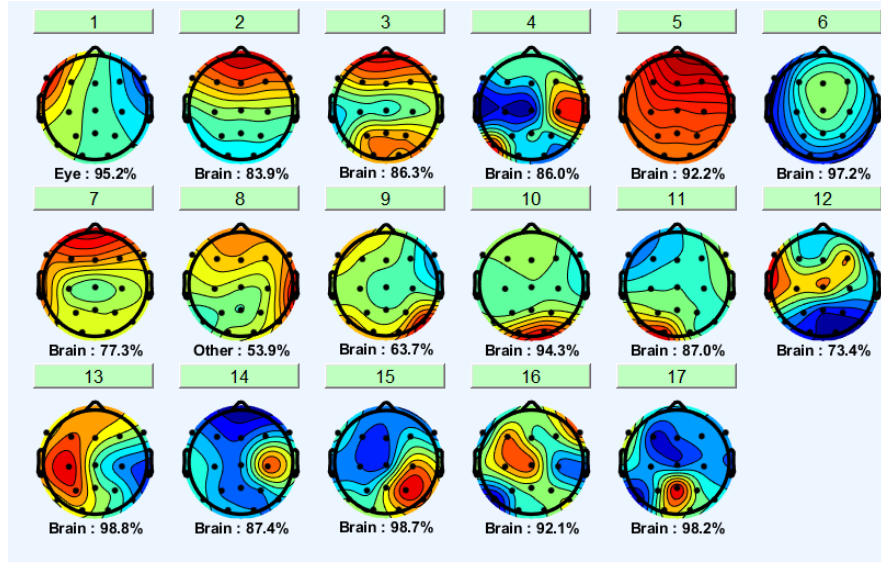 1 2 3 4 5 6
Eye : 95.2% Brain : 83.9% Brain : 86.3% Brain : 86.0% Brain : 92.2% Brain : 97.2%
7 8 9 10 11 12
Brain : 77.3% Other : 53.9% Brain : 63.7% Brain : 94.3% Brain : 87.0% Brain : 73.4%
13 14 15 16 17
Brain : 98.8% Brain : 87.4% Brain : 98.7% Brain : 92.1% Brain : 98.2%